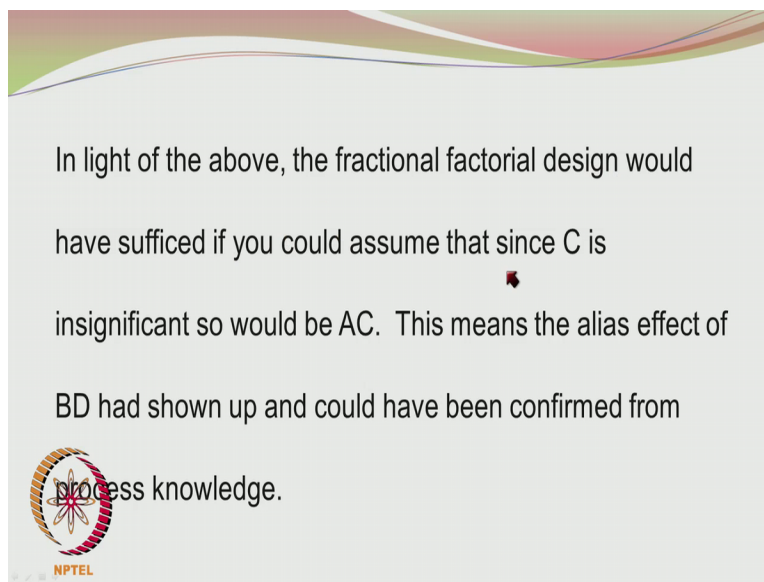 In light of the above, the fractional factorial design would
have sufficed if you could assume that since C is
insignificant so would be AC. This means the alias effect of
BD had shown up and could have been confirmed from
process knowledge.
NPTEL